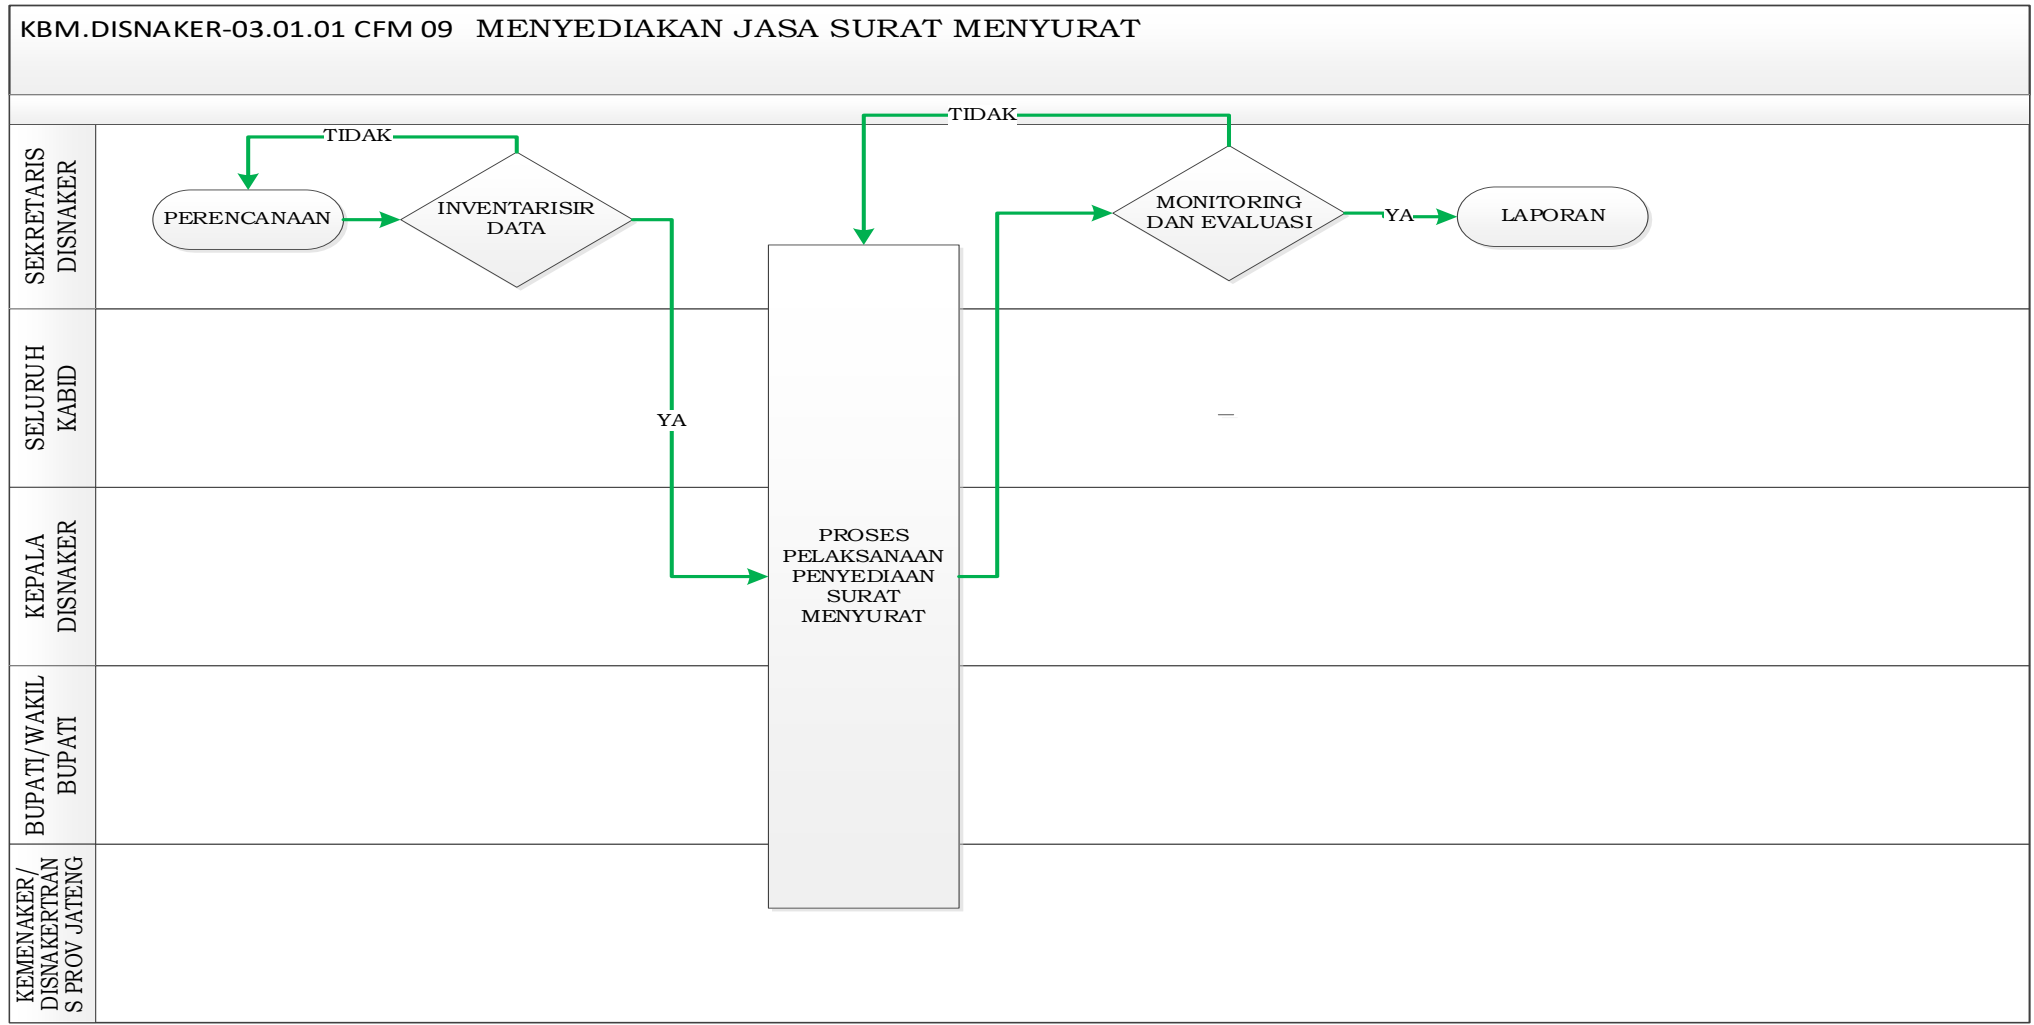 KBM.DISNAKER-03.01.01 CFM 09 MENYEDIAKAN JASA SURAT MENYURAT
TIDAK
TIDAK
SEKRETARIS
DISNAKER
PERENCANAAN
INVENTARISIR
DATA
MONITORING
DAN EVALUASI
YA
LAPORAN
SELURUH
KABID
YA
KEPALA
DISNAKER
PROSES
PELAKSANAAN
PENYEDIAAN
SURAT
MENYURAT
BUPATI/WAKIL
BUPATI
KEMENAKER/
DISNAKERTRAN
S PROV JATENG